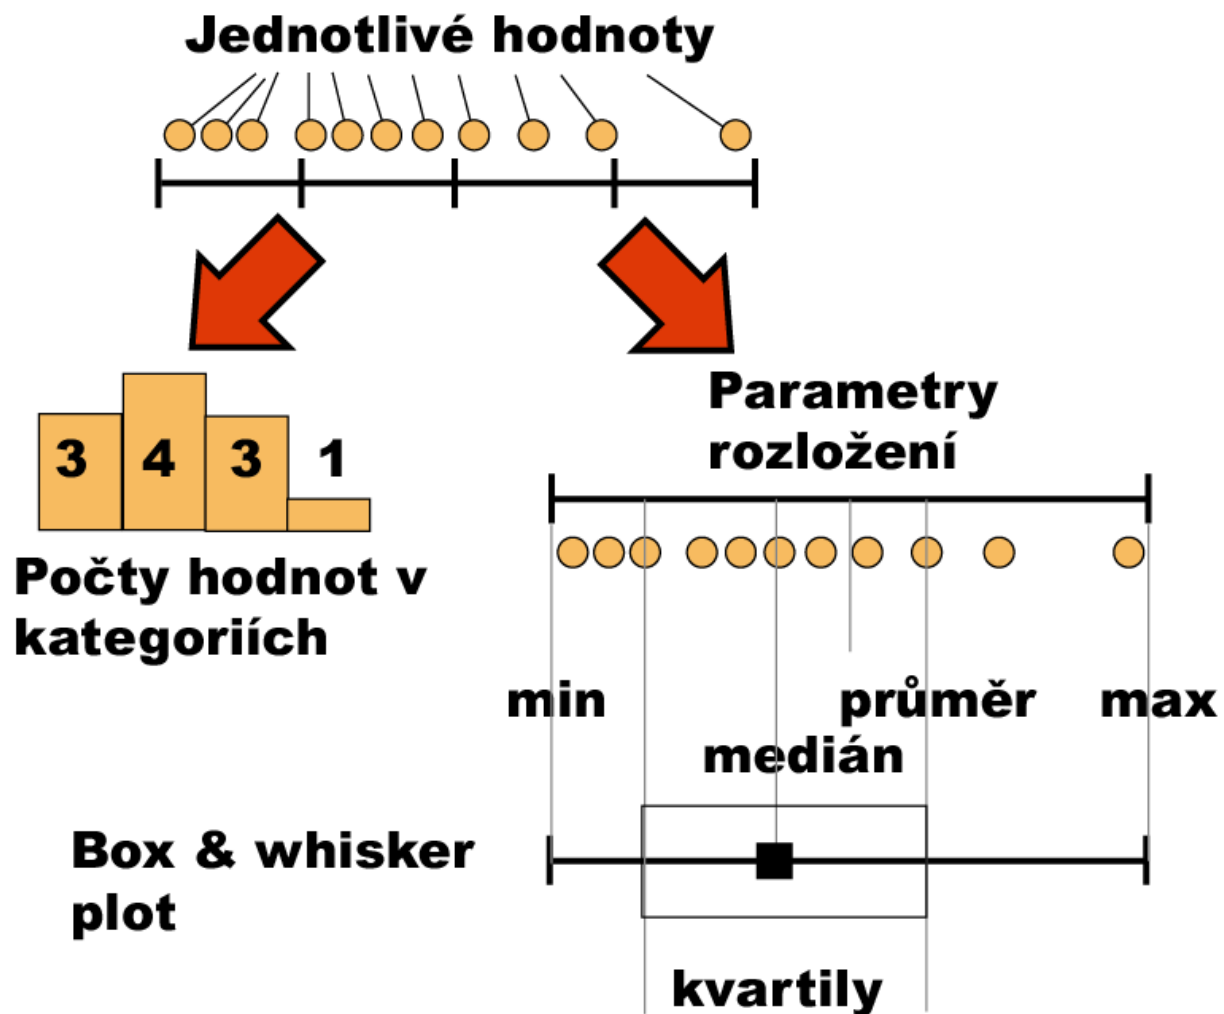 Jednotlivé hodnoty
3 4 3 1
Počty hodnot v
kategoriích
Parametry
rozložení
min průměr max
medián
Box & whisker
plot
kvartily